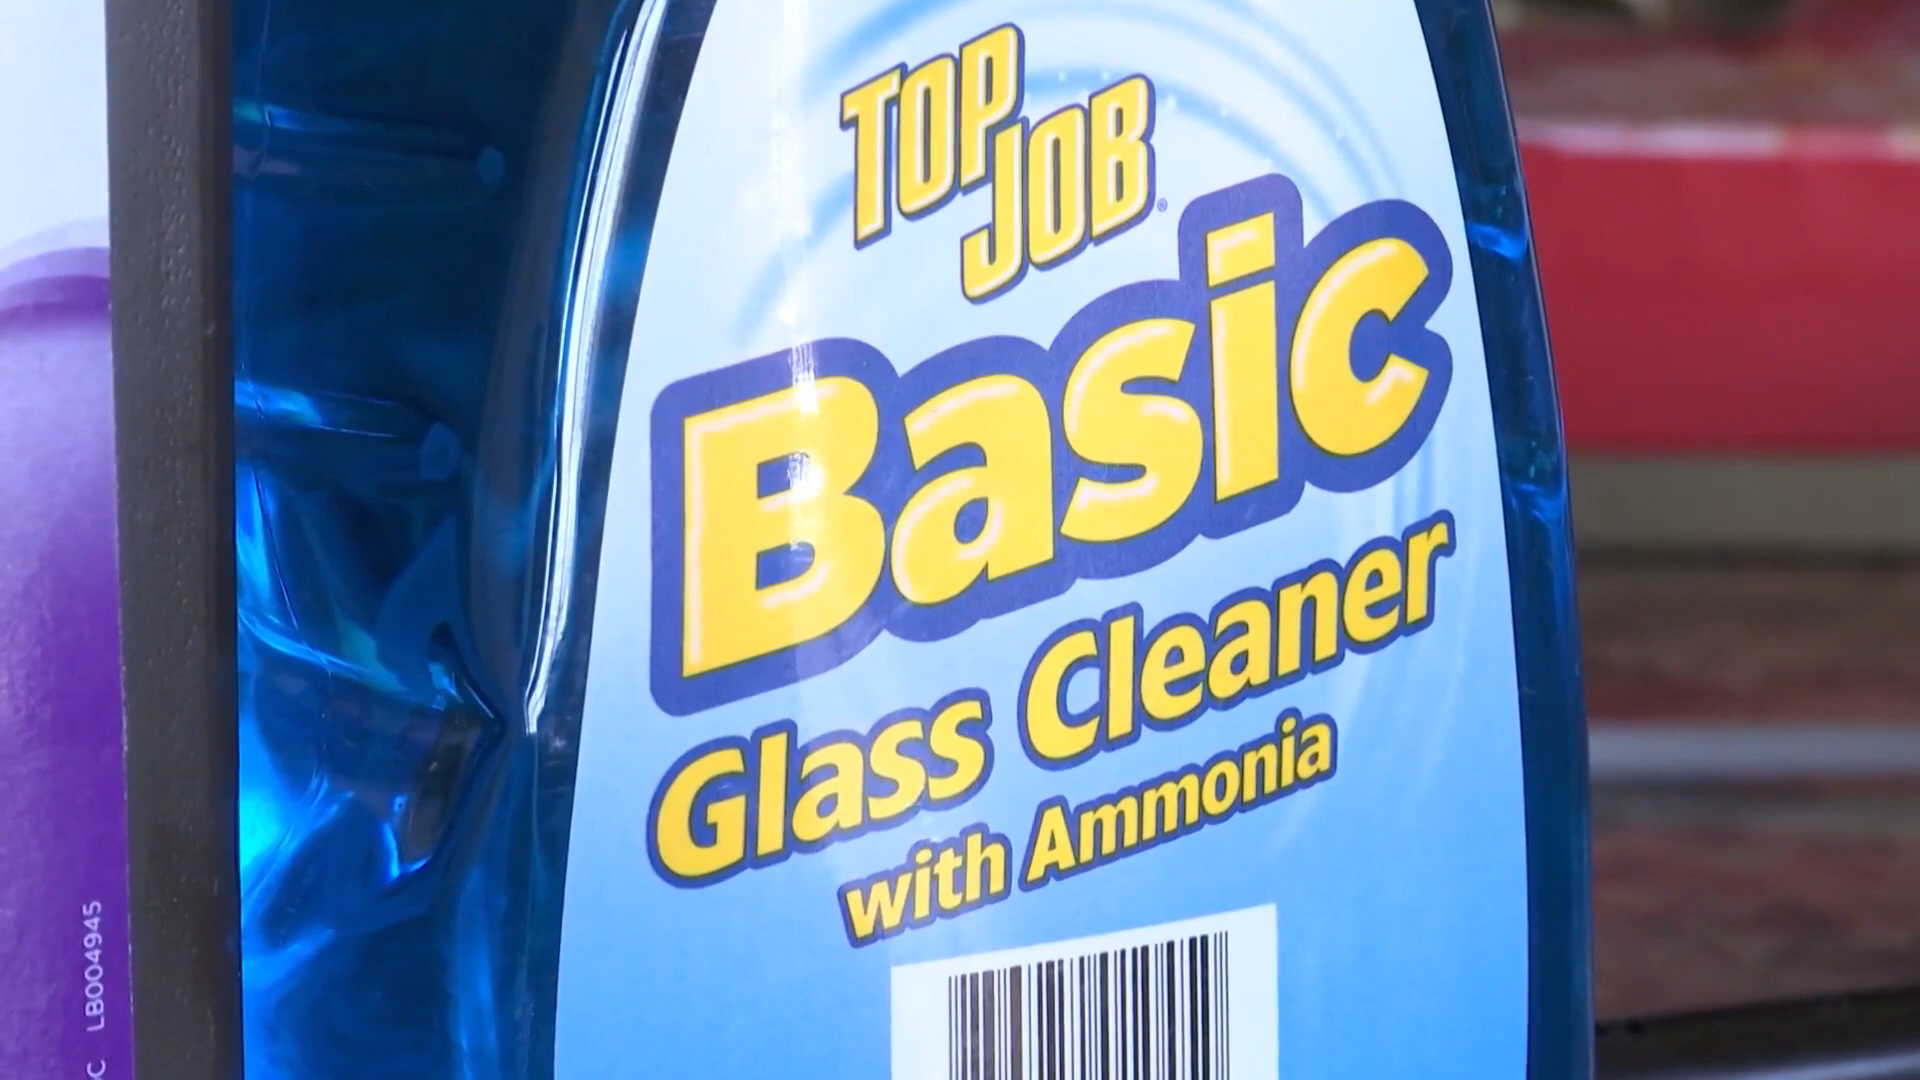 TOP
JOB®
Basic
Glass Cleaner
with Ammonia
LB004945